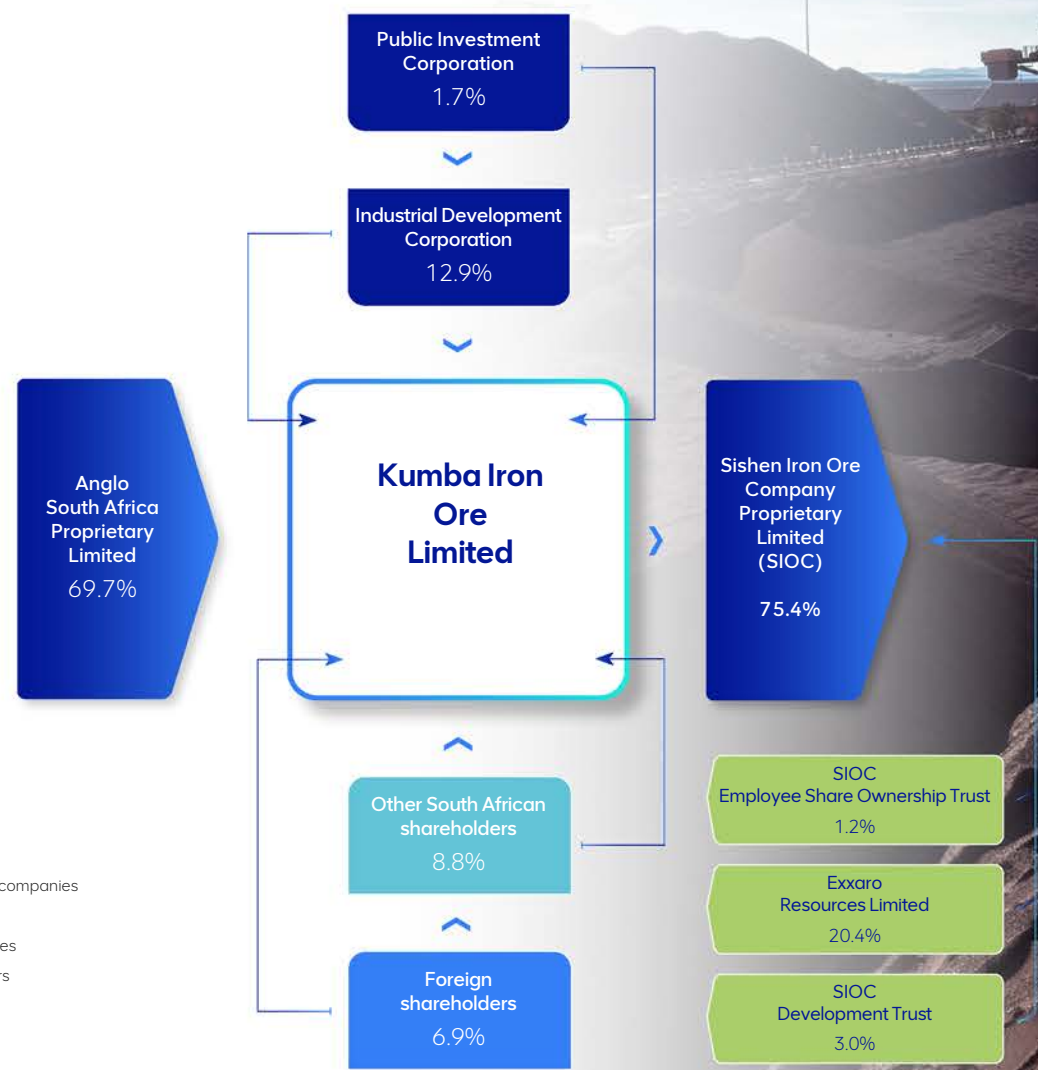 Public Investment
Corporation
1.7%
Industrial Development
Corporation
12.9%
Anglo
South Africa
Proprietary
Limited
69.7%
Kumba Iron
Ore
Limited
Sishen Iron Ore
Company
Proprietary
Limited
(SIOC)
75.4%
Other South African
shareholders
8.8%
Foreign
shareholders
6.9%
SIOC
Employee Share Ownership Trust
1.2%
Exxaro
Resources Limited
20.4%
SIOC
Development Trust
3.0%
companies
es
rs